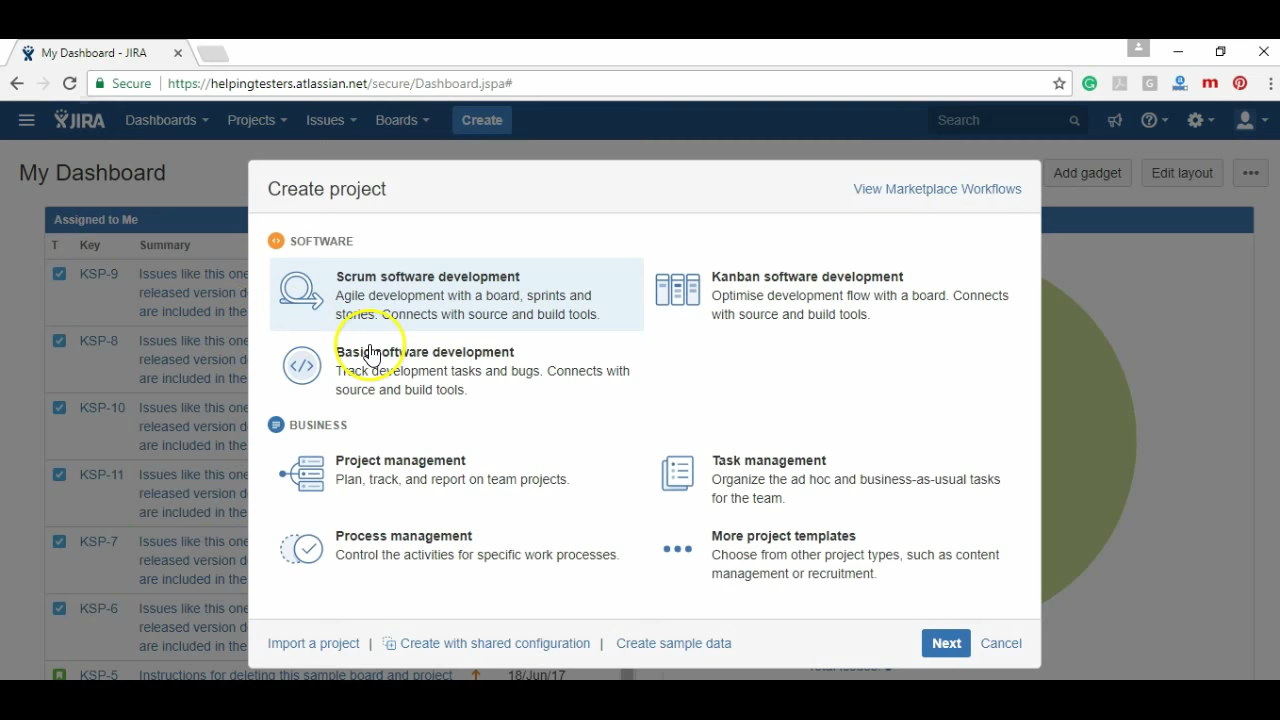 My Dashboard - JIRA
Secure
https://helpingtesters.atlassian.net/secure/Dashboard.jspa#
JIRA Dashboards Projects Issues Boards Create Search
My Dashboard
Add gadget Edit layout
Create project
View Marketplace Workflows
Assigned to Me
T Key Summary
KSP-9 Issues like this one
released version d
are included in the
KSP-8 Issues like this one
released version d
are included in the
KSP-10 Issues like this one
released version d
are included in the
KSP-11 Issues like this one
released version d
are included in the
KSP-7 Issues like this one
released version d
are included in the
KSP-6 Issues like this one
released version d
are included in the
KSP-5 Instructions for deleting this sample board and project 18/Jun/17
SOFTWARE
Scrum software development
Agile development with a board, sprints and
stories. Connects with source and build tools.
Kanban software development
Optimise development flow with a board. Connects
with source and build tools.
Basic software development
Track development tasks and bugs. Connects with
source and build tools.
BUSINESS
Project management
Plan, track, and report on team projects.
Task management
Organize the ad hoc and business-as-usual tasks
for the team.
Process management
Control the activities for specific work processes.
More project templates
Choose from other project types, such as content
management or recruitment.
Import a project | Create with shared configuration | Create sample data
Next Cancel